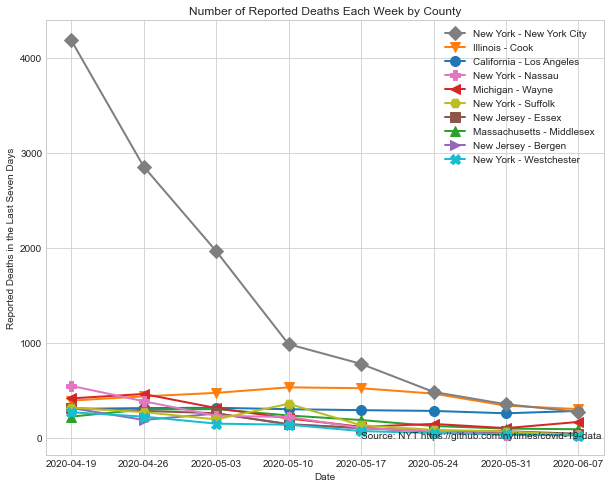 Number of Reported Deaths Each Week by County
New York - New York City
Illinois - Cook
California - Los Angeles
New York - Nassau
Michigan - Wayne
New York - Suffolk
New Jersey - Essex
Massachusetts - Middlesex
New Jersey - Bergen
New York - Westchester
Reported Deaths in the Last Seven Days
4000
3000
2000
1000
0
Source: NYT https://github.com/nytimes/covid-19-data
2020-04-19 2020-04-26 2020-05-03 2020-05-10 2020-05-17 2020-05-24 2020-05-31 2020-06-07
Date